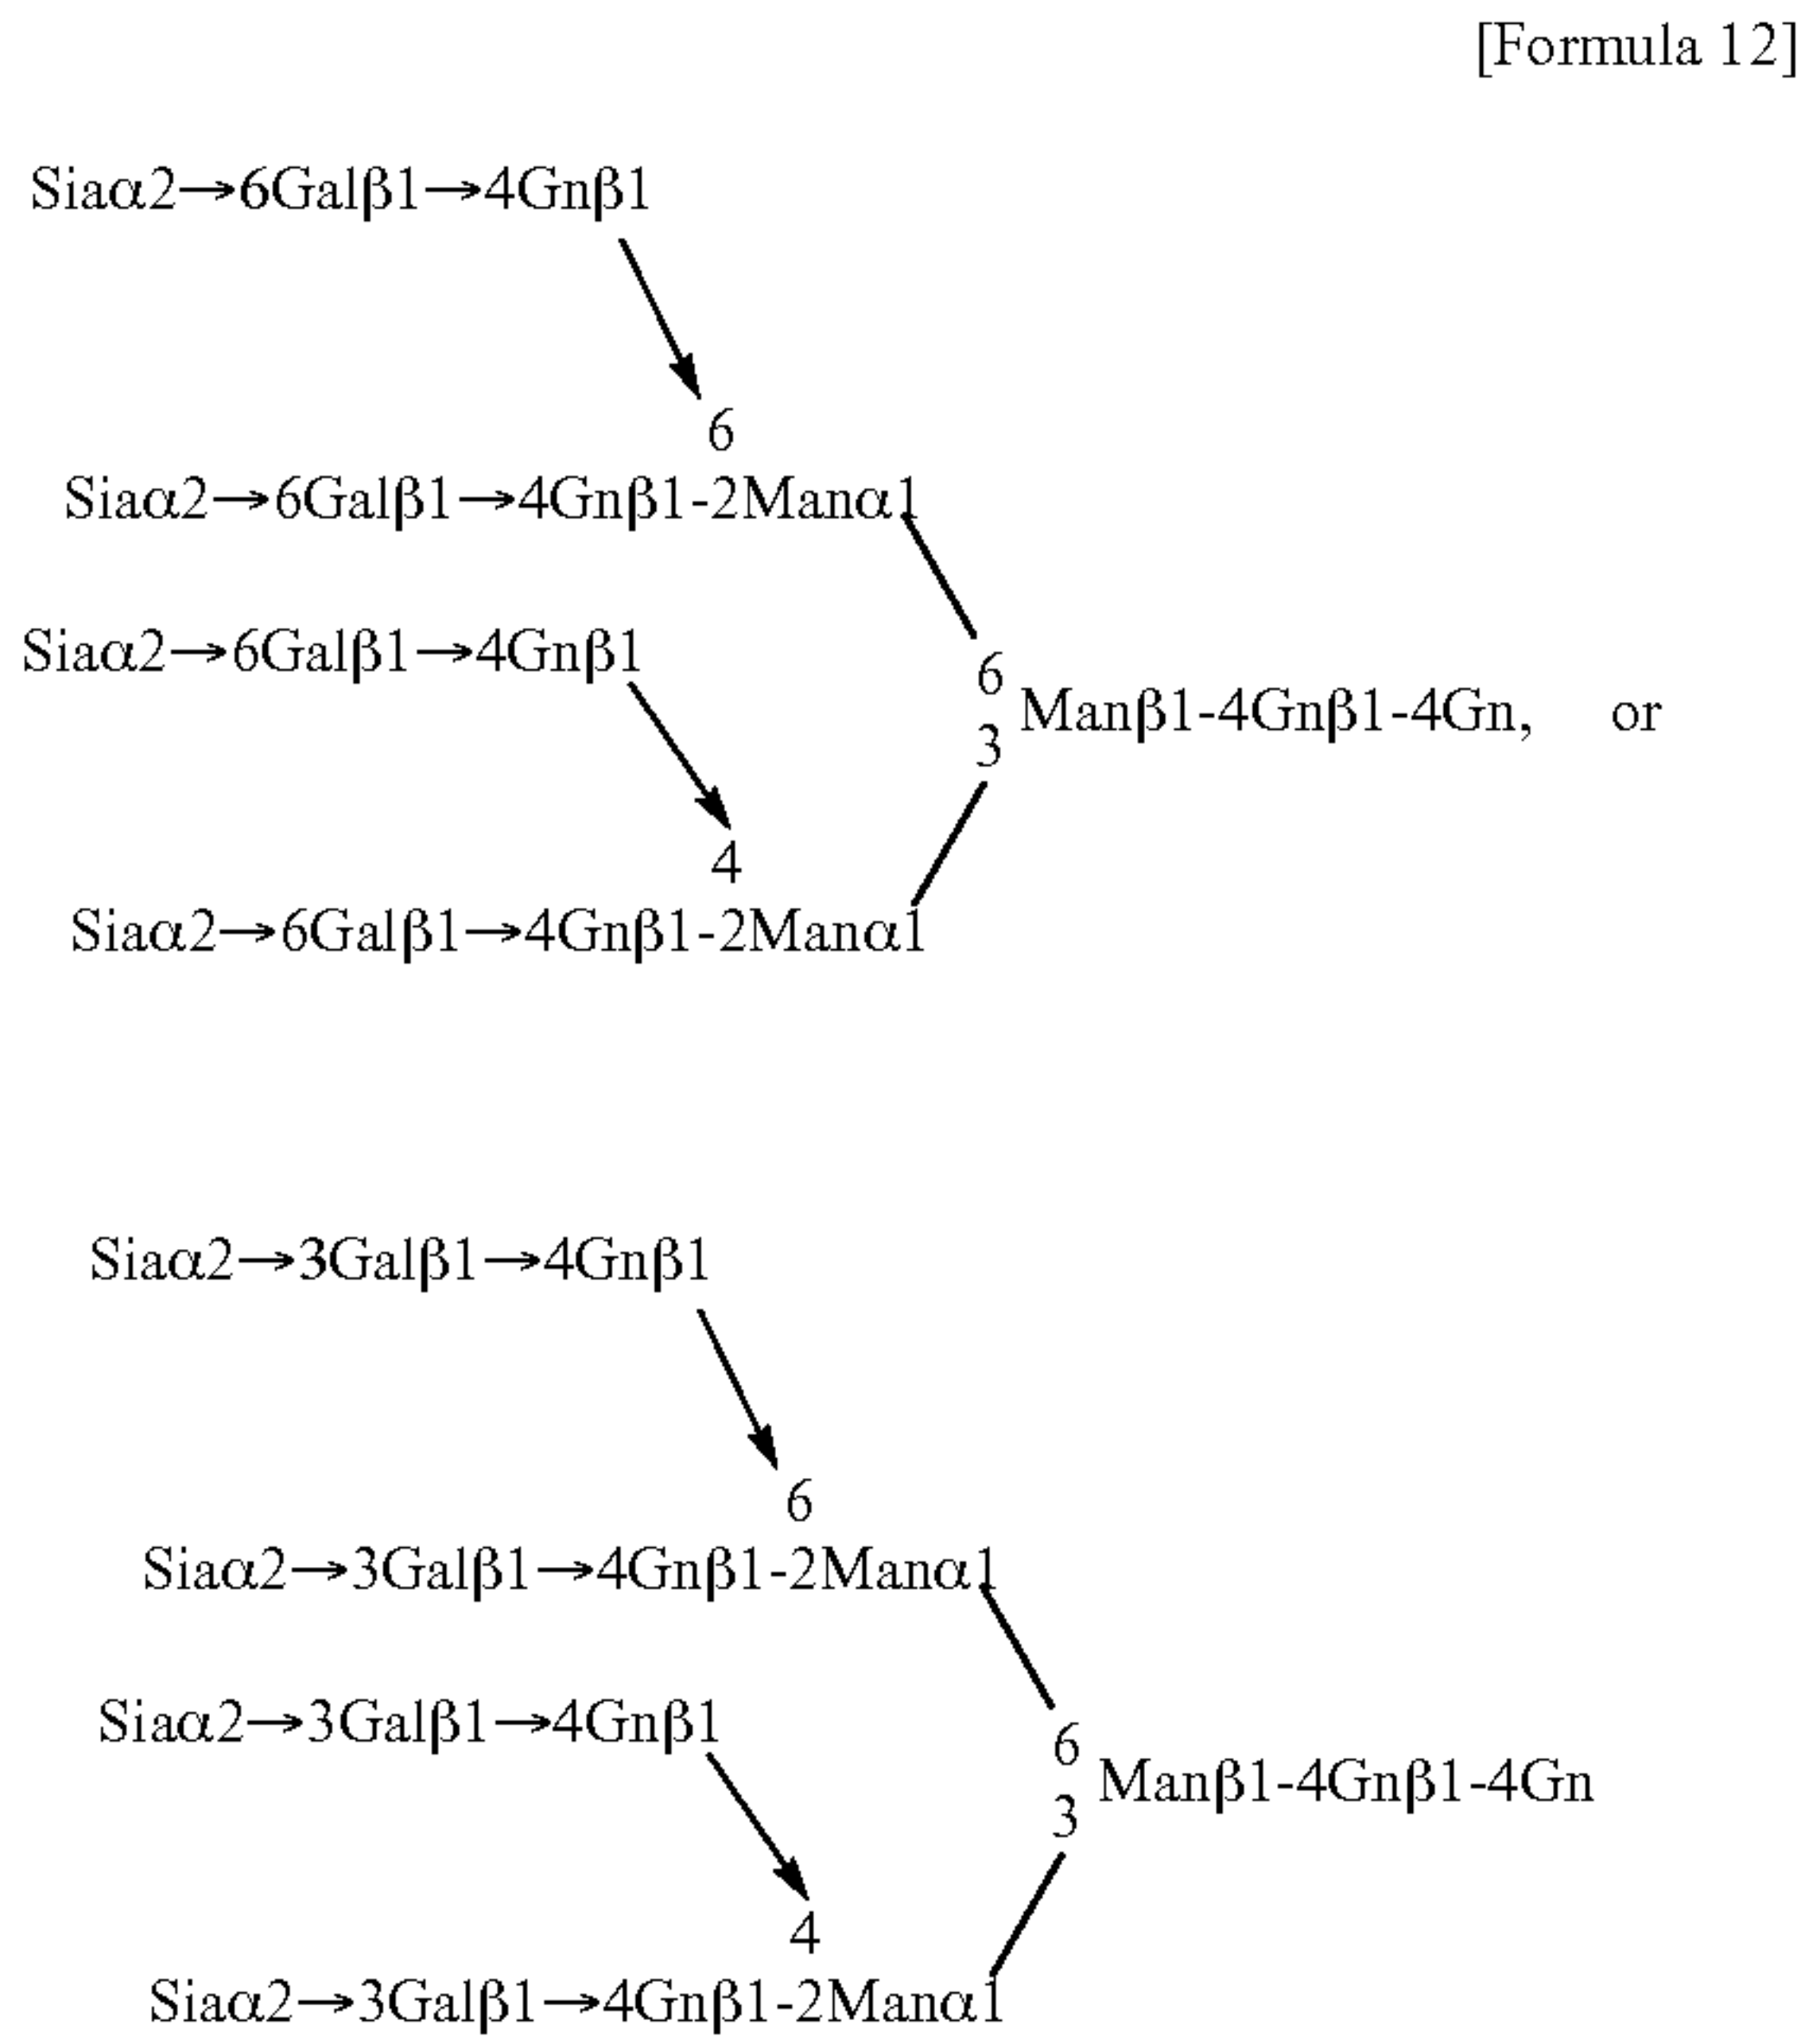 [Formula 12]
Siaα2→6Galβ1→4Gnβ1
6
Siaα2→6Galβ1→4Gnβ1-2Manα1
Siaα2→6Galβ1→4Gnβ1
6
Manβ1-4Gnβ1-4Gn, or
3
4
Siaα2→6Galβ1→4Gnβ1-2Manα1
Siaα2→3Galβ1→4Gnβ1
6
Siaα2→3Galβ1→4Gnβ1-2Manα1
Siaα2→3Galβ1→4Gnβ1
6
Manβ1-4Gnβ1-4Gn
3
4
Siaα2→3Galβ1→4Gnβ1-2Manα1